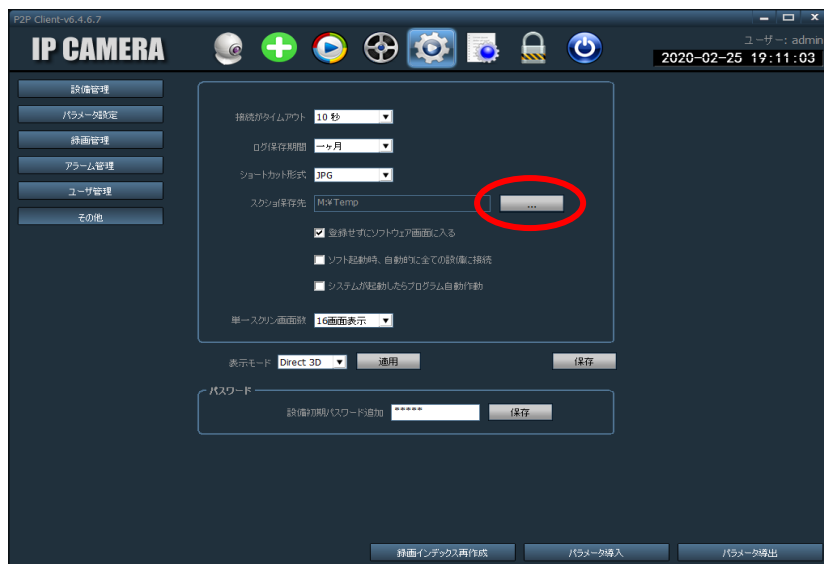 P2P Client-v6.4.6.7
IP CAMERA
ユーザー: admin
2020-02-25 19:11:03
設備管理
パラメータ設定
録画管理
アラーム管理
ユーザ管理
その他
接続がタイムアウト 10 秒
ログ保存期間 一ヶ月
ショートカット形式 JPG
スクショ保存先 M:¥Temp ...
登録せずにソフトウェア画面に入る
ソフト起動時、自動的に全ての設備に接続
システムが起動したらプログラム自動作動
単一スクリン画面数 16画面表示
表示モード Direct 3D 適用 保存
パスワード
設備初期パスワード追加 ***** 保存
録画インデックス再作成 パラメータ導入 パラメータ導出